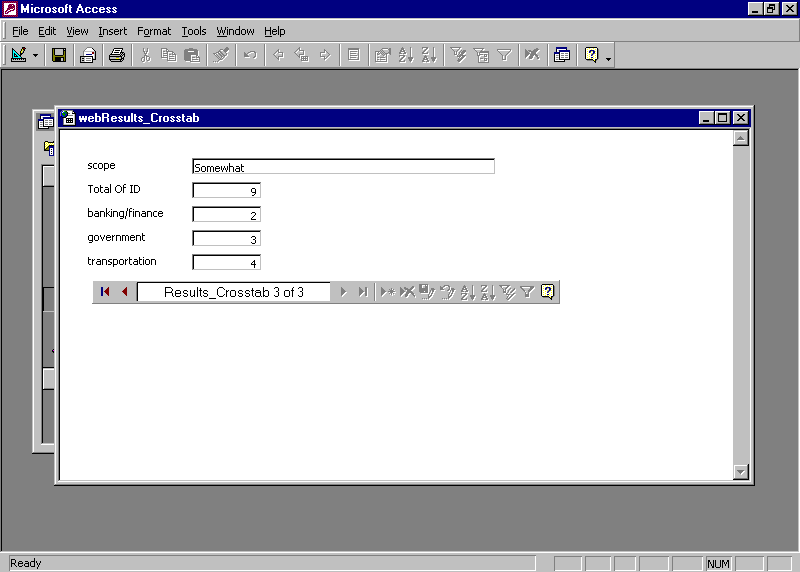 Microsoft Access
File Edit View Insert Format Tools Window Help
webResults_Crosstab
scope Somewhat
Total Of ID 9
banking/finance 2
government 3
transportation 4
Results_Crosstab 3 of 3
Ready NUM